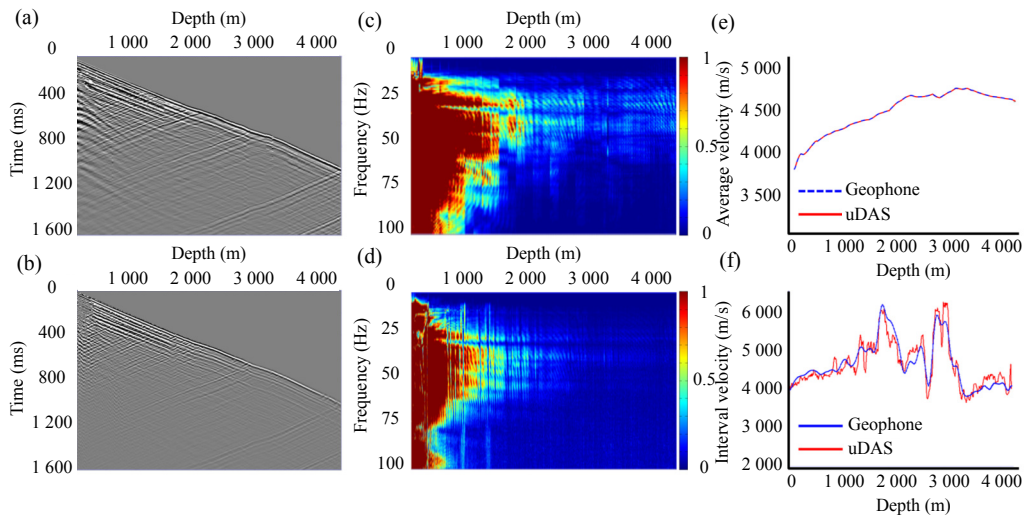 (a)
Depth (m)
1 000 2 000 3 000 4 000
0
400
800
1 200
1 600
Time (ms)
(c)
Depth (m)
1 000 2 000 3 000 4 000
0
25
50
75
100
Frequency (Hz)
1
0.5
0
(e)
Average velocity (m/s)
5 000
4 500
4 000
3 500
Geophone
uDAS
0 1 000 2 000 3 000 4 000
Depth (m)
(b)
Depth (m)
1 000 2 000 3 000 4 000
0
400
800
1 200
1 600
Time (ms)
(d)
Depth (m)
1 000 2 000 3 000 4 000
0
25
50
75
100
Frequency (Hz)
1
0.5
0
(f)
Interval velocity (m/s)
6 000
5 000
4 000
3 000
2 000
Geophone
uDAS
0 1 000 2 000 3 000 4 000
Depth (m)